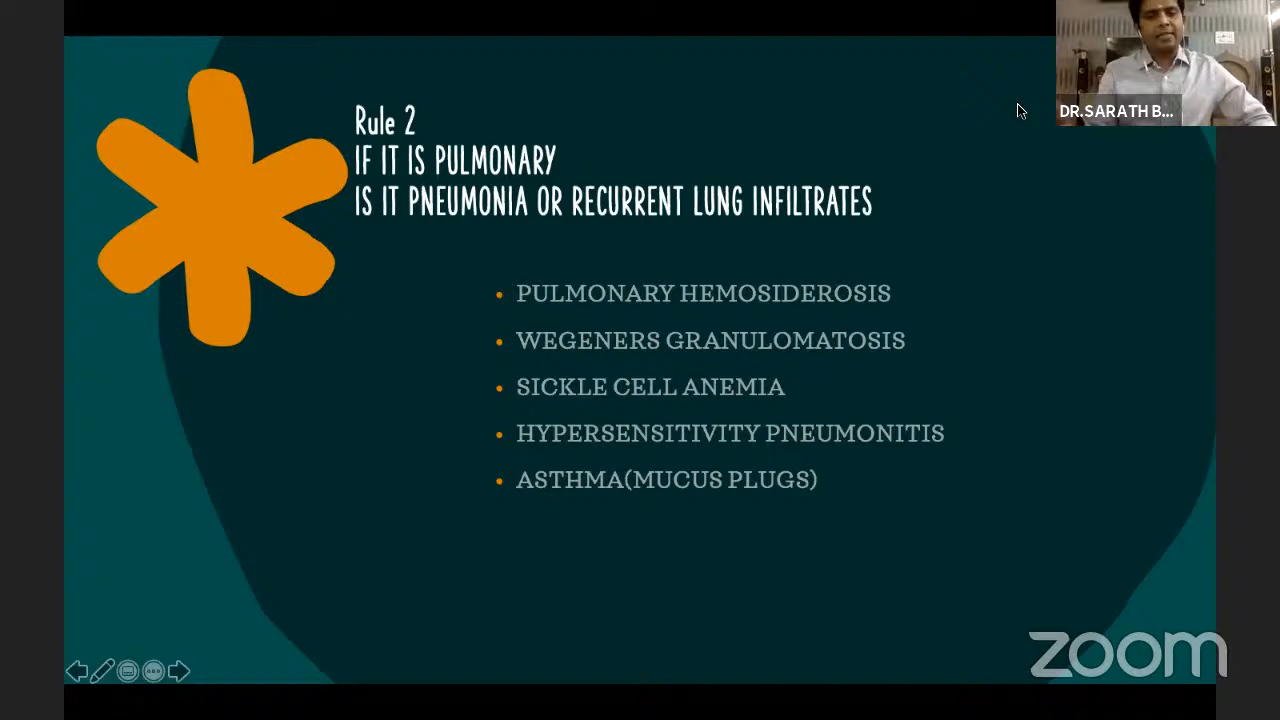 Rule 2
IF IT IS PULMONARY
IS IT PNEUMONIA OR RECURRENT LUNG INFILTRATES
• PULMONARY HEMOSIDEROSIS
• WEGENERS GRANULOMATOSIS
• SICKLE CELL ANEMIA
• HYPERSENSITIVITY PNEUMONITIS
• ASTHMA(MUCUS PLUGS)
DR.SARATH B...
zoom